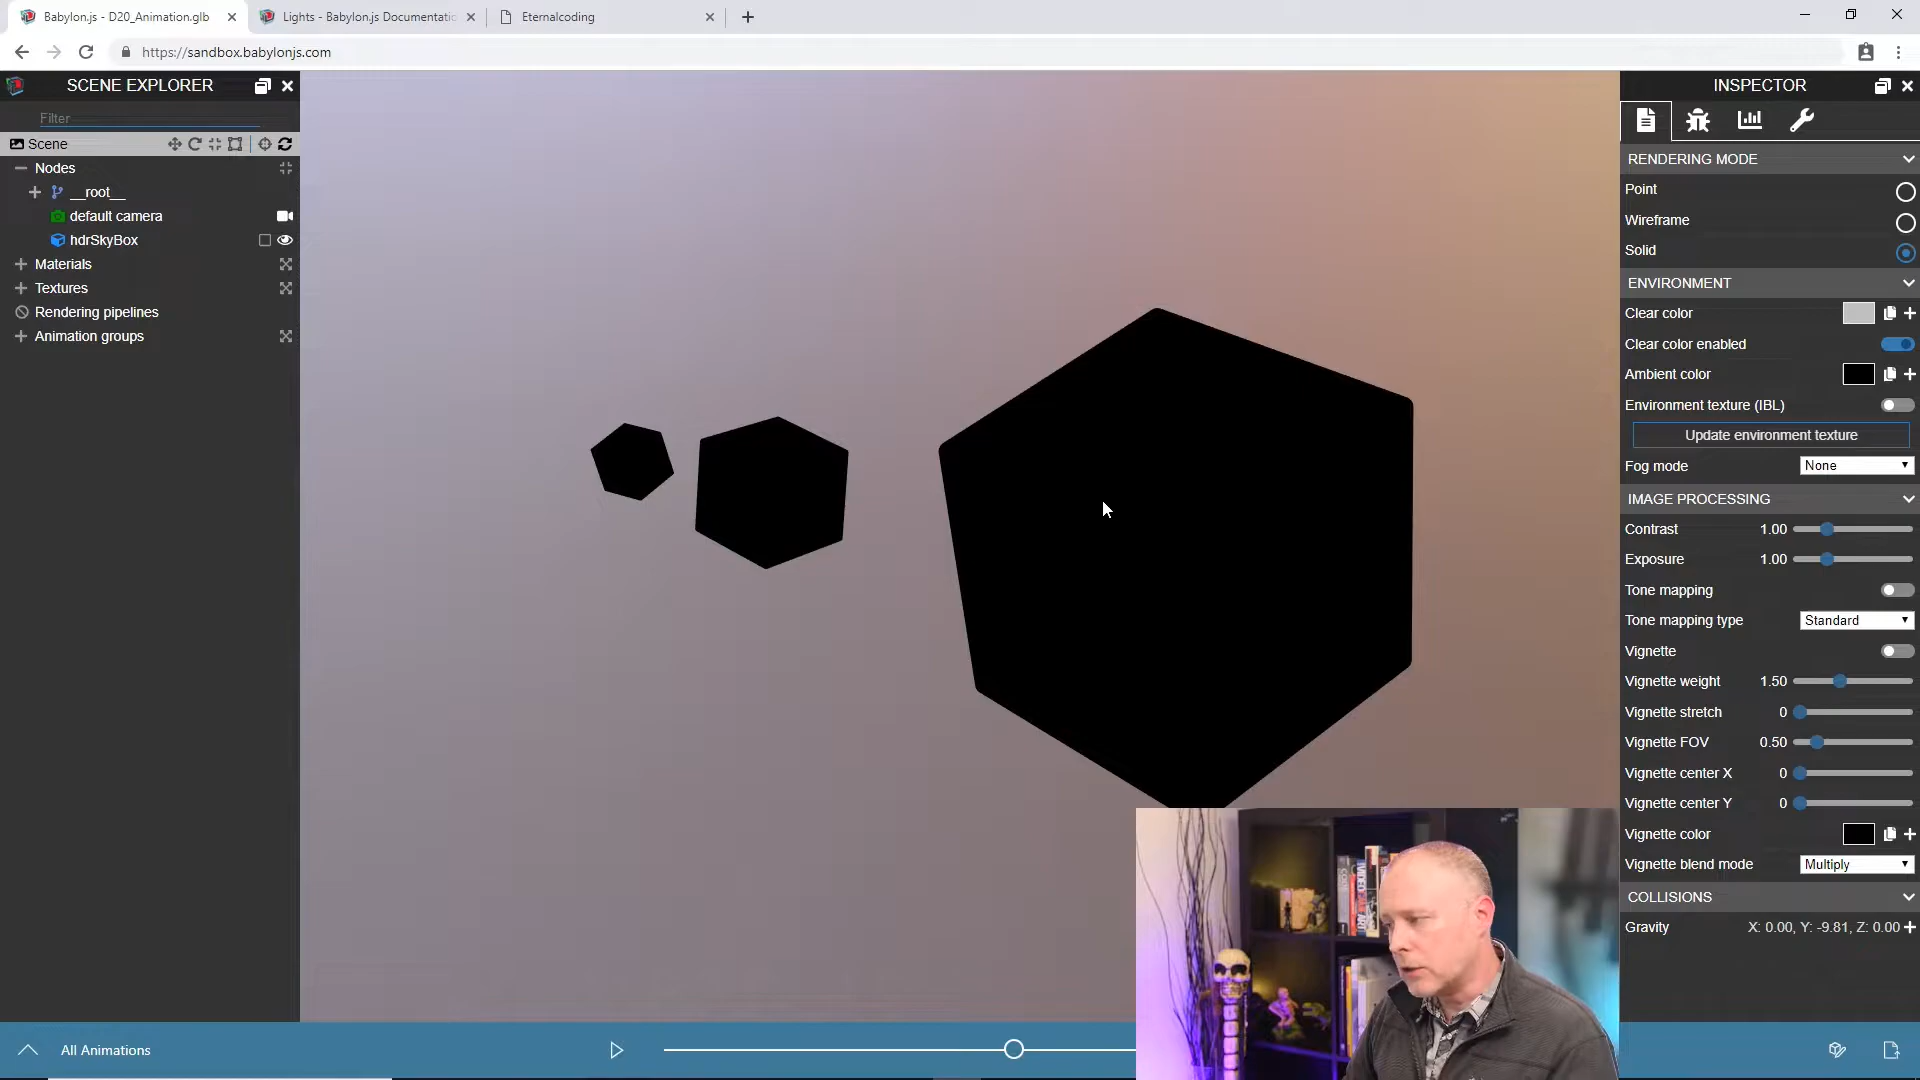 Babylon.js - D20_Animation.glb
Lights - Babylon.js Documentatic
Eternalcoding
https://sandbox.babylonjs.com
SCENE EXPLORER
Filter
Scene
Nodes
__root__
default camera
hdrSkyBox
Materials
Textures
Rendering pipelines
Animation groups
INSPECTOR
RENDERING MODE
Point
Wireframe
Solid
ENVIRONMENT
Clear color
Clear color enabled
Ambient color
Environment texture (IBL)
Update environment texture
Fog mode None
IMAGE PROCESSING
Contrast 1.00
Exposure 1.00
Tone mapping
Tone mapping type Standard
Vignette
Vignette weight 1.50
Vignette stretch 0
Vignette FOV 0.50
Vignette center X 0
Vignette center Y 0
Vignette color
Vignette blend mode Multiply
COLLISIONS
Gravity X: 0.00, Y: -9.81, Z: 0.00
All Animations